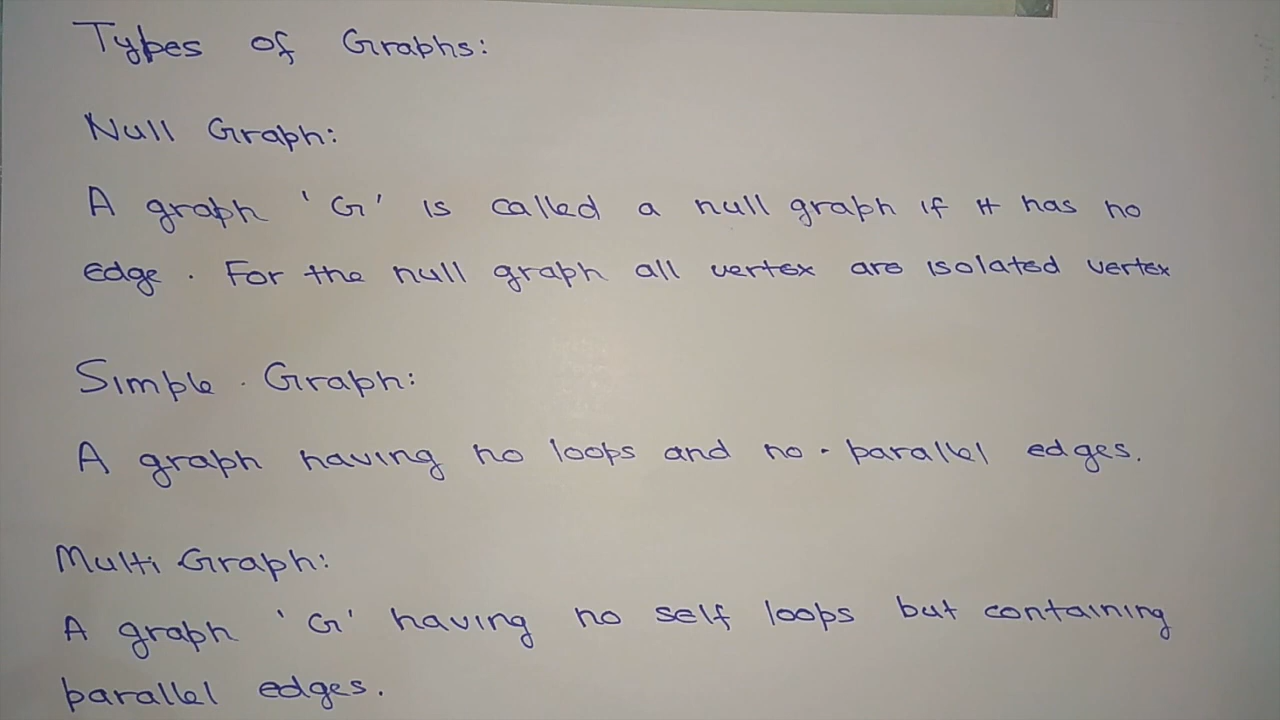 Types of Graphs:
Null Graph:
A graph 'G' is called a null graph if it has no
edge. For the null graph all vertex are isolated vertex
Simple Graph:
A graph having no loops and no parallel edges.
Multi Graph:
A graph 'G' having no self loops but containing
parallel edges.